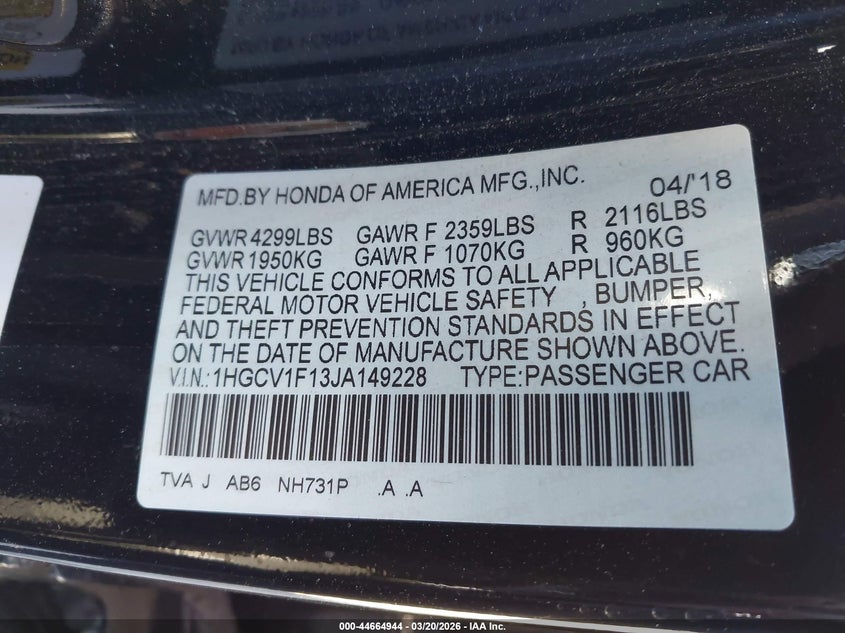 MFD.BY HONDA OF AMERICA MFG.,INC. 04/'18
GVWR 4299LBS GAWR F 2359LBS R 2116LBS
GVWR 1950KG GAWR F 1070KG R 960KG
THIS VEHICLE CONFORMS TO ALL APPLICABLE
FEDERAL MOTOR VEHICLE SAFETY , BUMPER,
AND THEFT PREVENTION STANDARDS IN EFFECT
ON THE DATE OF MANUFACTURE SHOWN ABOVE.
V.I.N.:1HGCV1F13JA149228 TYPE:PASSENGER CAR
TVA J AB6 NH731P .A .A
000-44664944 | 03/20/2026 - IAA Inc.